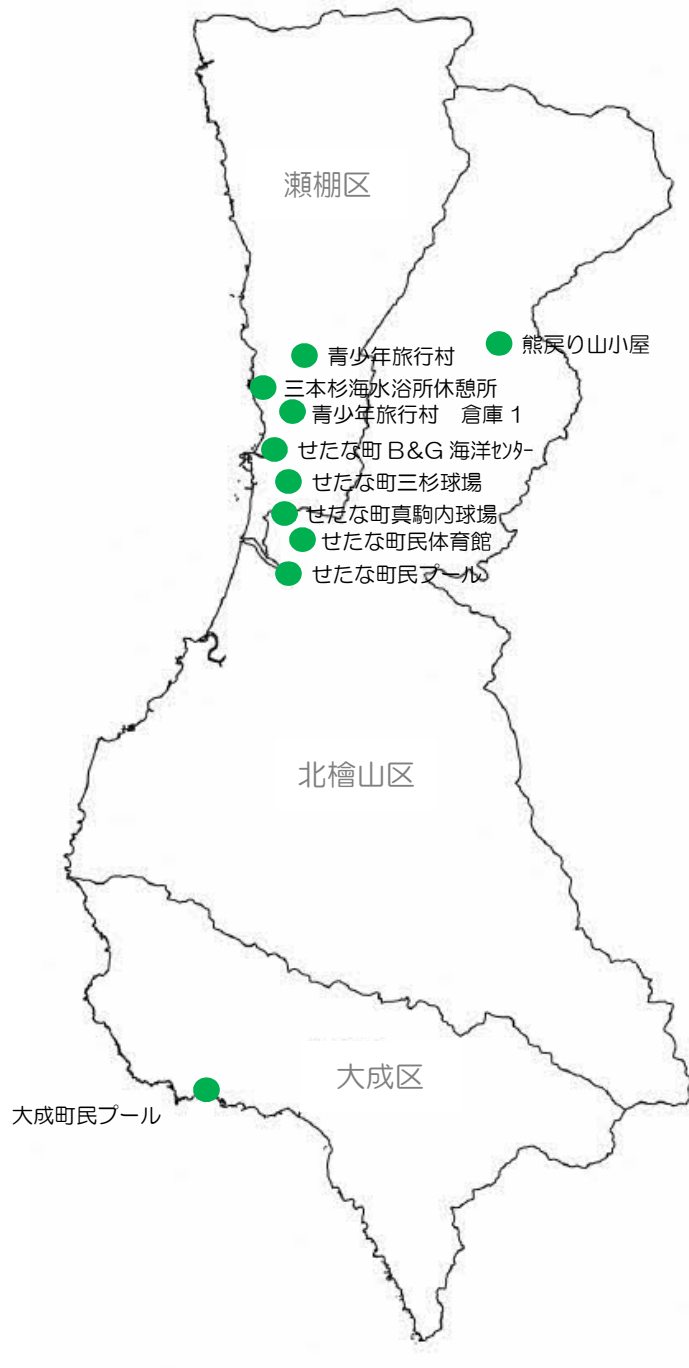 瀬棚区
熊戻り山小屋
青少年旅行村
三本杉海水浴所休憩所
青少年旅行村　倉庫 1
せたな町 B&G 海洋ｾﾝﾀｰ
せたな町三杉球場
せたな町真駒内球場
せたな町民体育館
せたな町民プール
北檜山区
大成区
大成町民プール